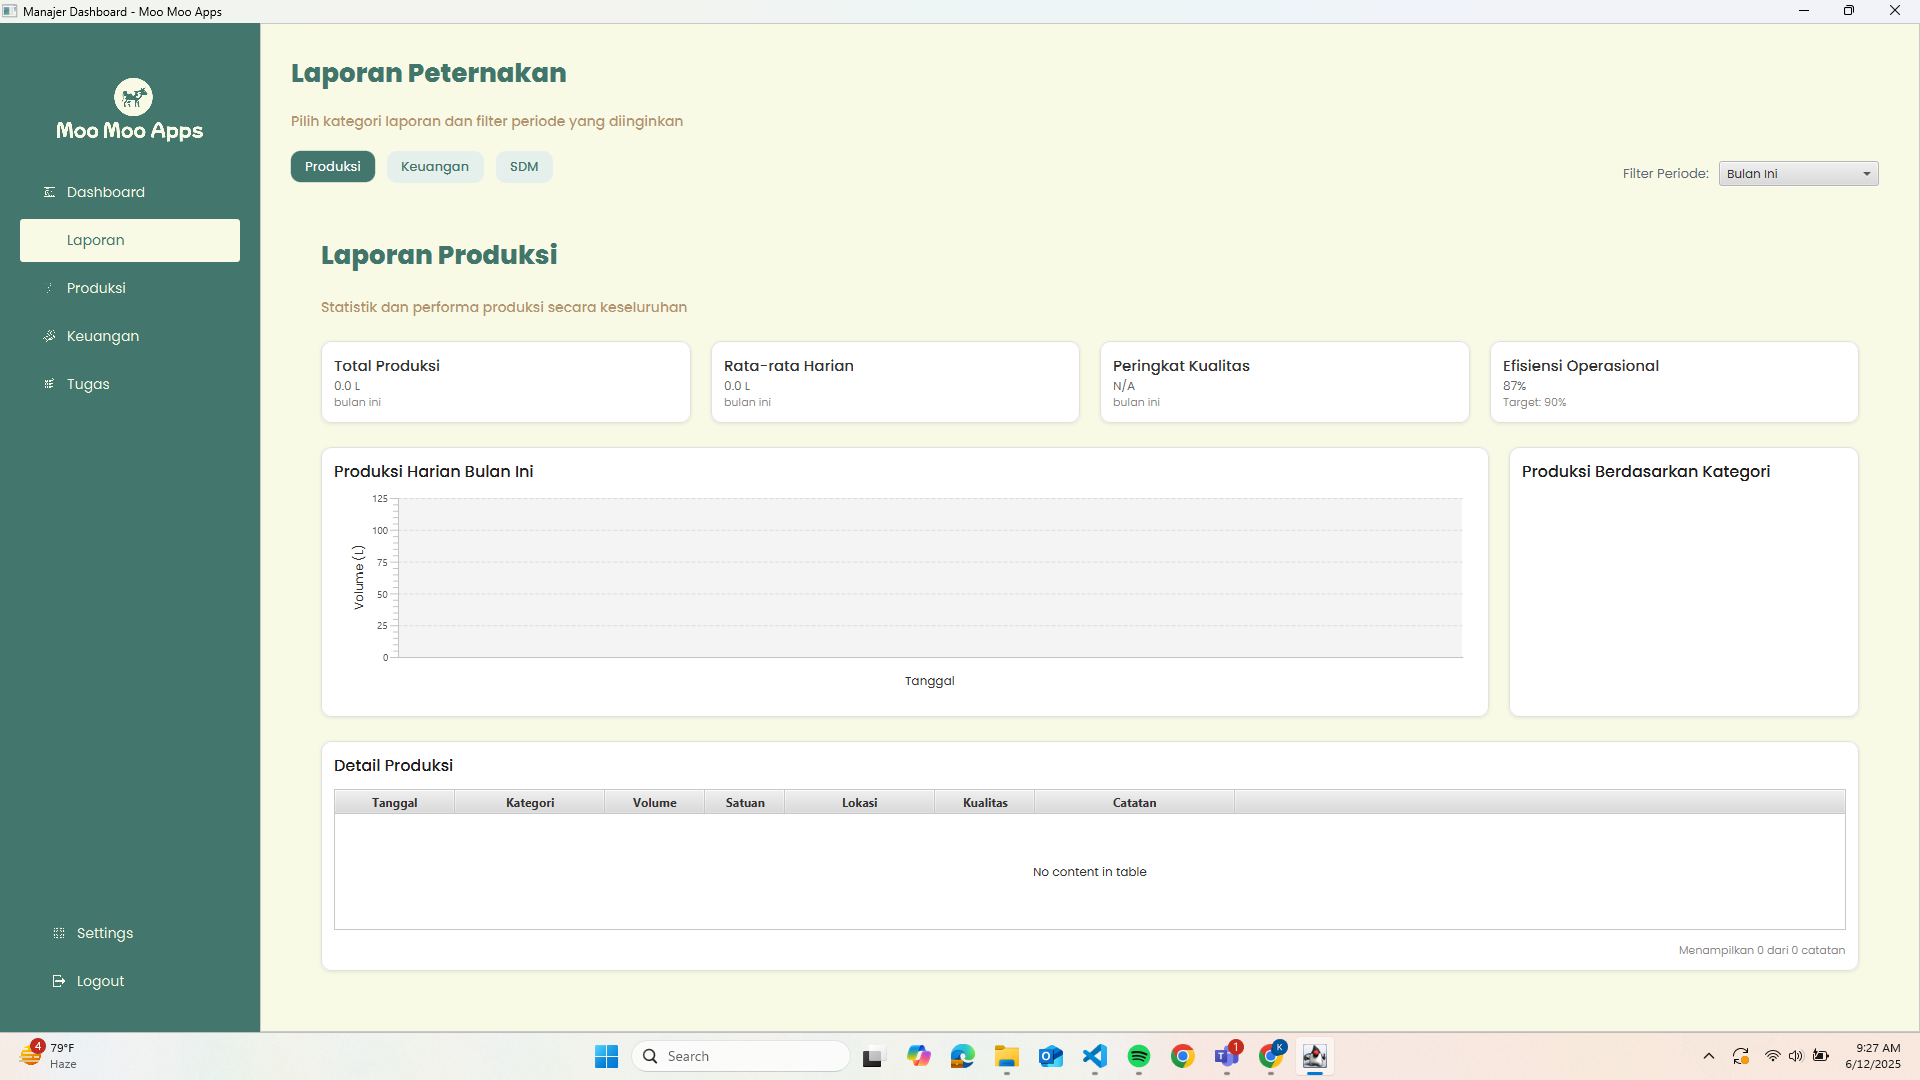 Manajer Dashboard - Moo Moo Apps
Moo Moo Apps
Dashboard
Laporan
Produksi
Keuangan
Tugas
Settings
Logout
Laporan Peternakan
Pilih kategori laporan dan filter periode yang diinginkan
Produksi Keuangan SDM
Filter Periode: Bulan Ini
Laporan Produksi
Statistik dan performa produksi secara keseluruhan
Total Produksi
0.0 L
bulan ini
Rata-rata Harian
0.0 L
bulan ini
Peringkat Kualitas
N/A
bulan ini
Efisiensi Operasional
87%
Target: 90%
Produksi Harian Bulan Ini
125
100
75
50
25
0
Volume (L)
Tanggal
Produksi Berdasarkan Kategori
Detail Produksi
Tanggal Kategori Volume Satuan Lokasi Kualitas Catatan
No content in table
Menampilkan 0 dari 0 catatan
4
79°F
Haze
Search
1
K
9:27 AM
6/12/2025